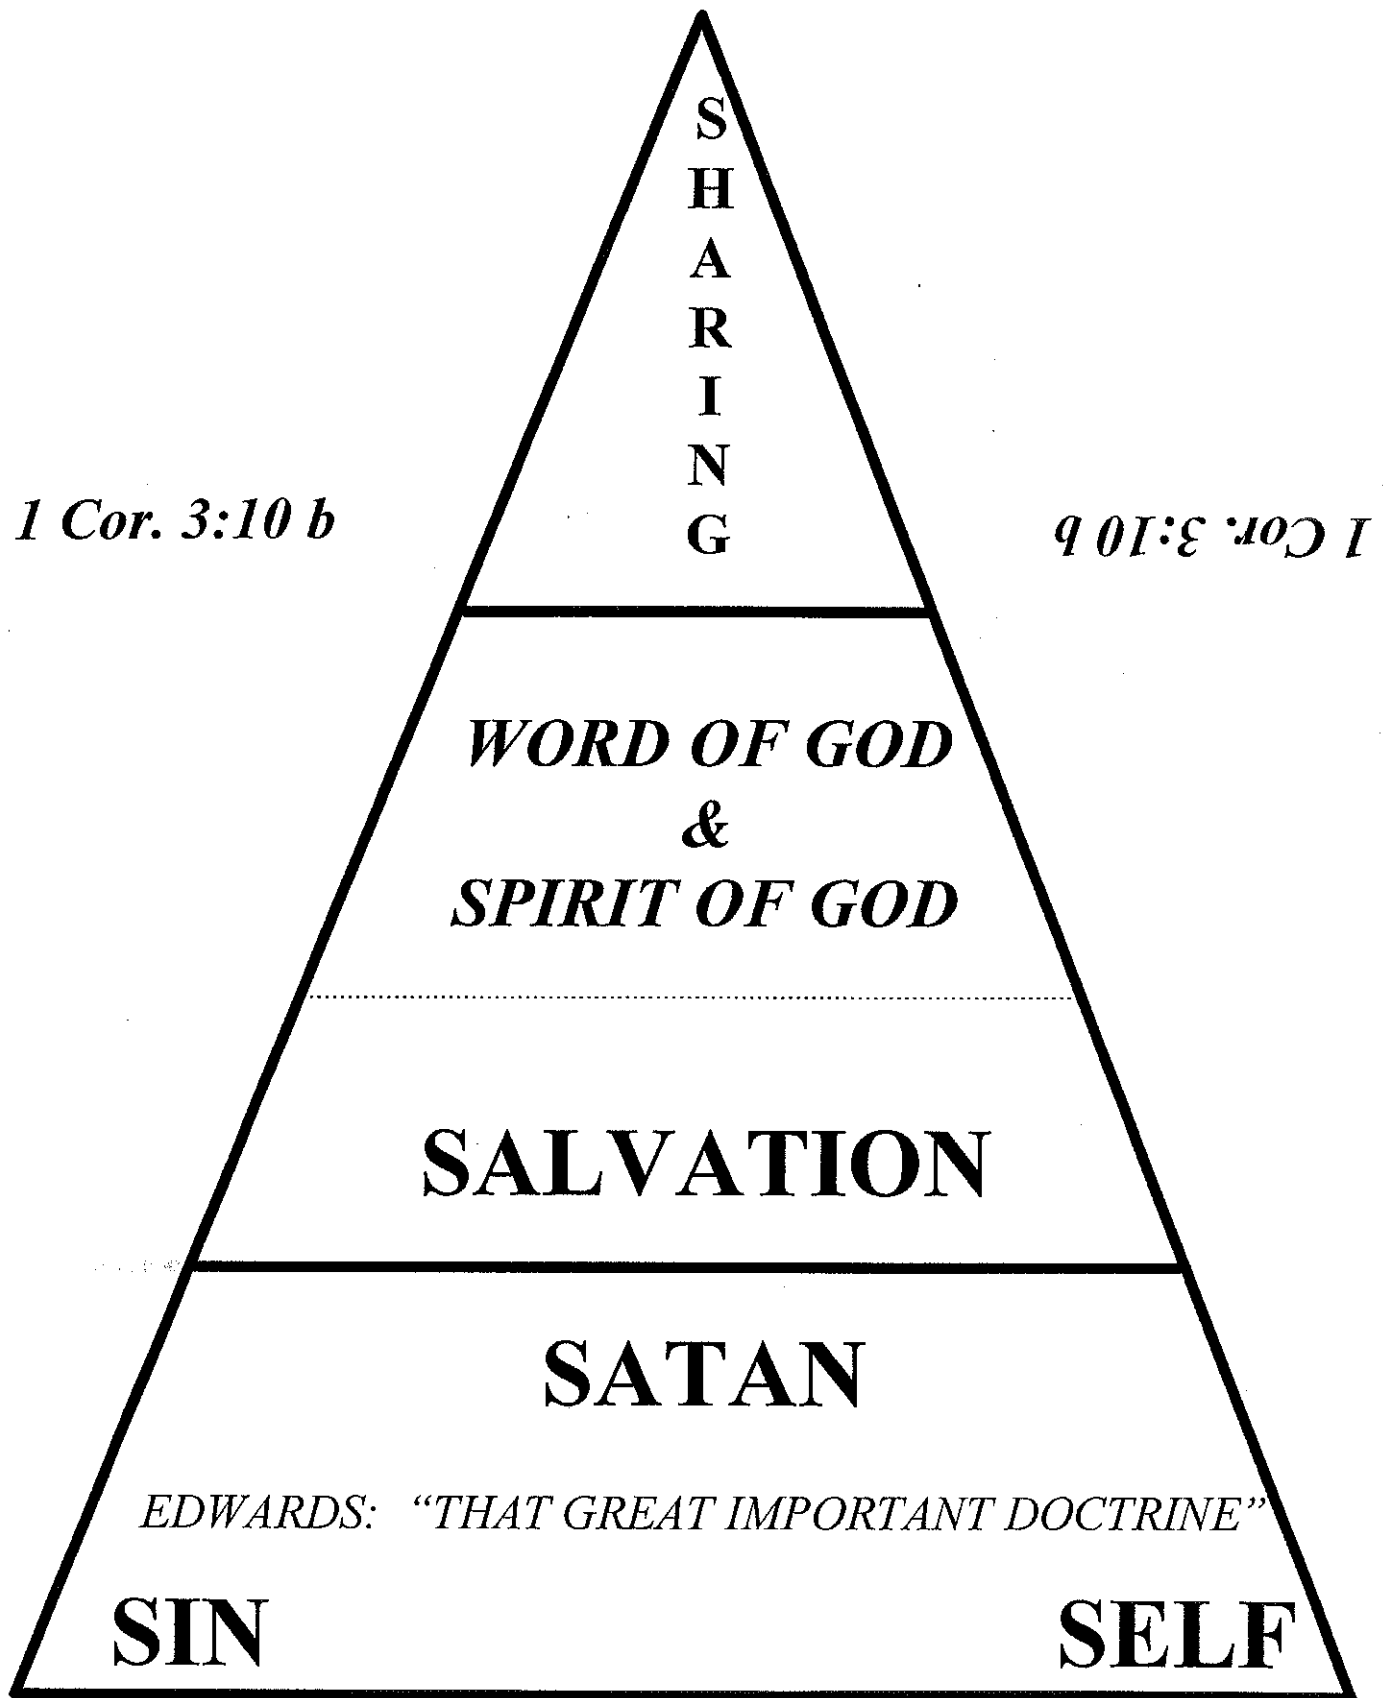 S
H
A
R
I
N
G
1 Cor. 3:10 b
1 Cor. 3:10 b
WORD OF GOD
&
SPIRIT OF GOD
SALVATION
SATAN
EDWARDS: “THAT GREAT IMPORTANT DOCTRINE”
SIN SELF